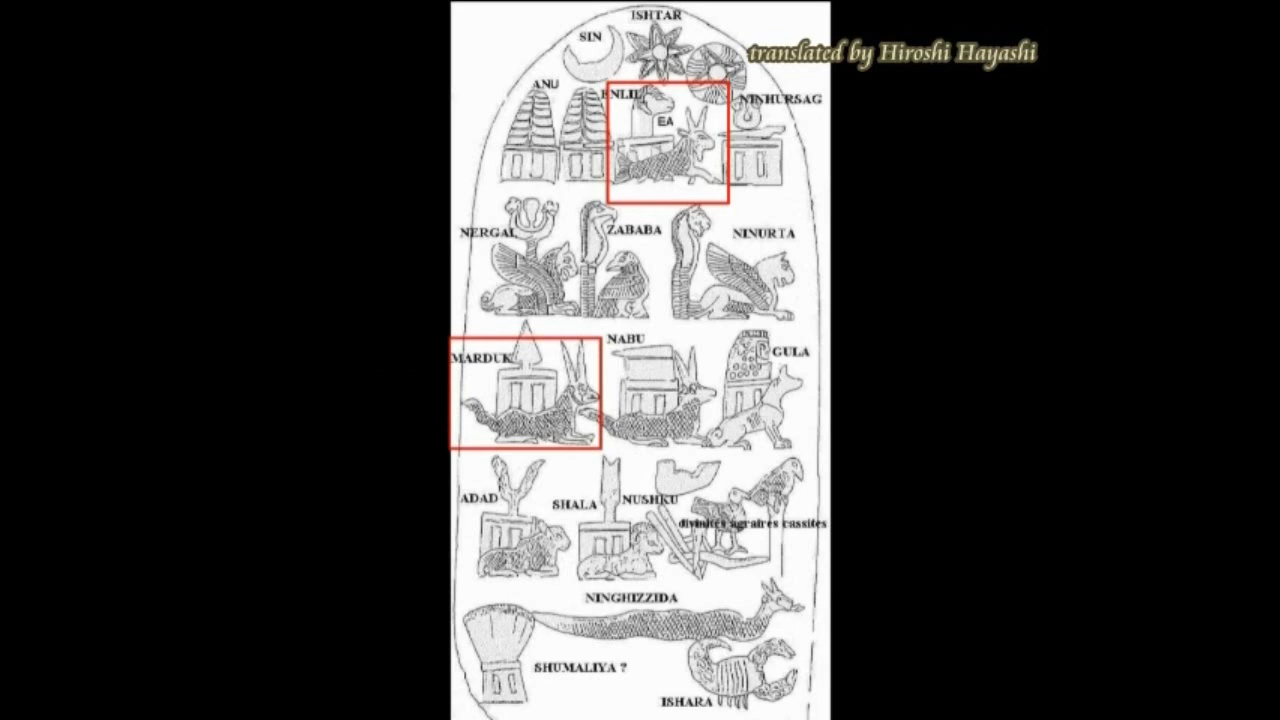 ISHTAR
SIN
translated by Hiroshi Hayashi
ANU
ENLIL
NINHURSAG
EA
NERGAL
ZABABA
NINURTA
MARDUK
NABU
GULA
ADAD
SHALA
NUSHKU
divinités agraires cassites
NINGHIZZIDA
SHUMALIYA ?
ISHARA